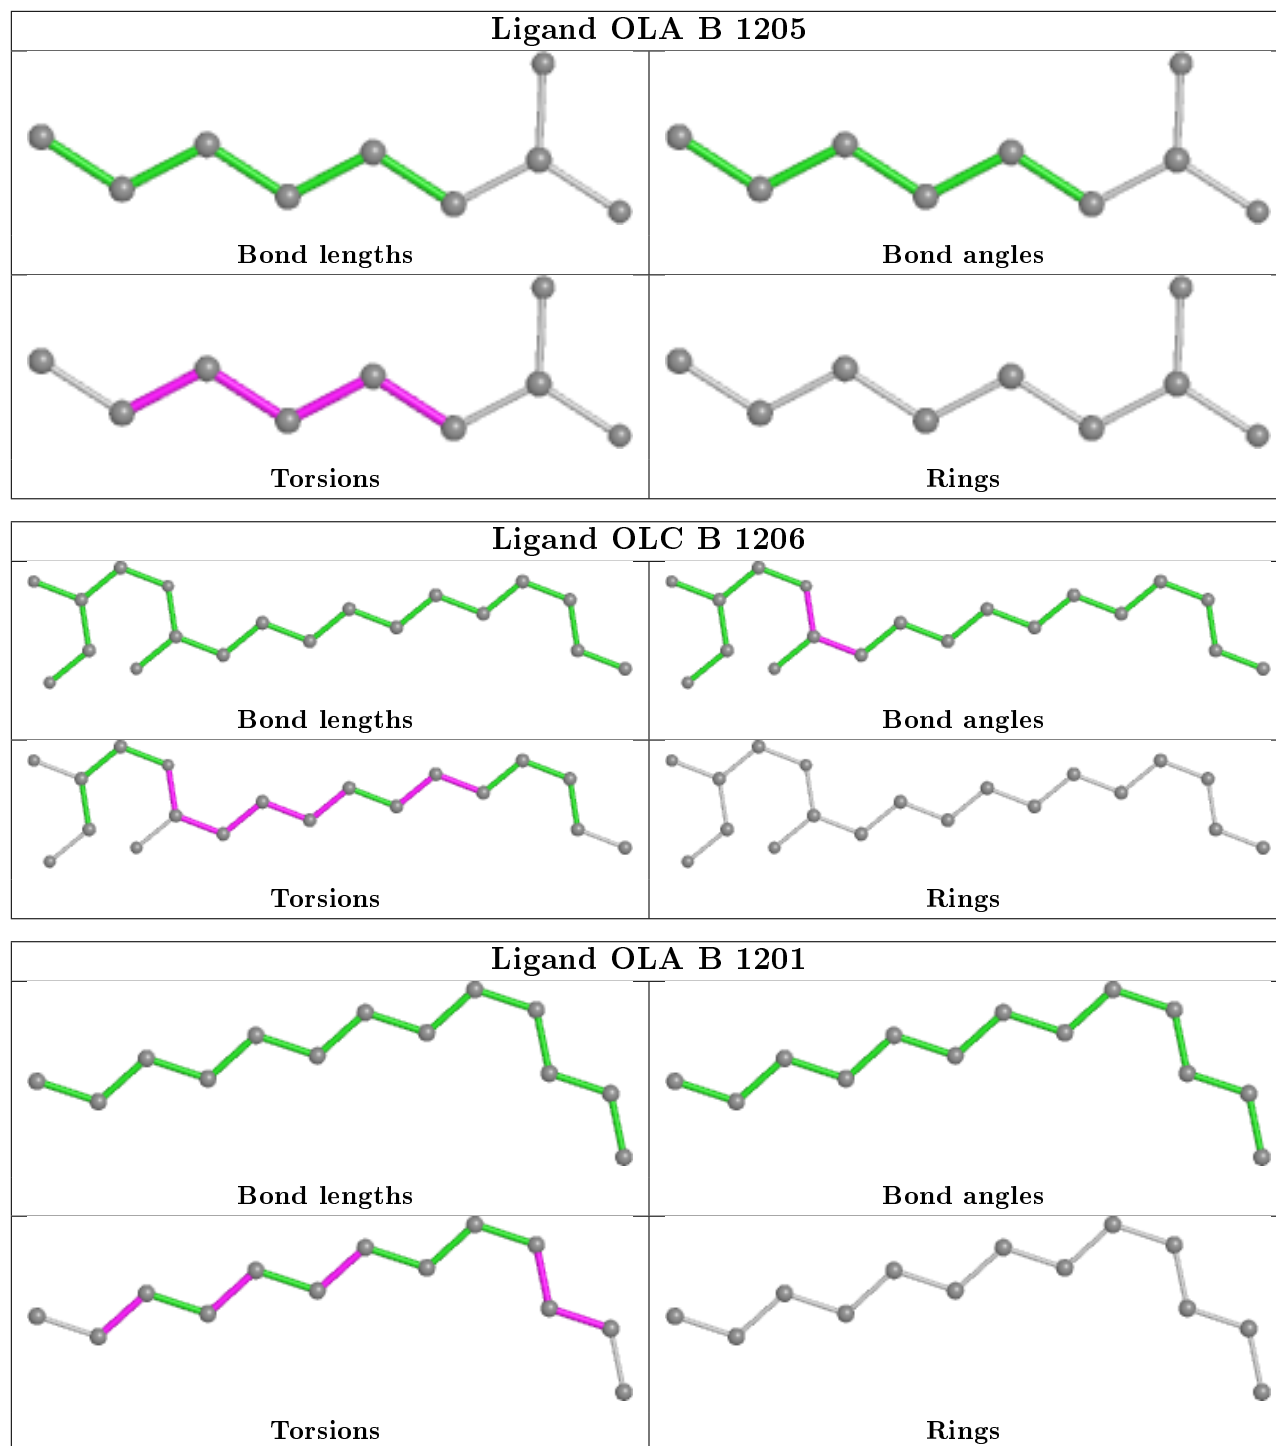 Ligand OLA B 1205
Bond lengths
Bond angles
Torsions
Rings
Ligand OLC B 1206
Bond lengths
Bond angles
Torsions
Rings
Ligand OLA B 1201
Bond lengths
Bond angles
Torsions
Rings